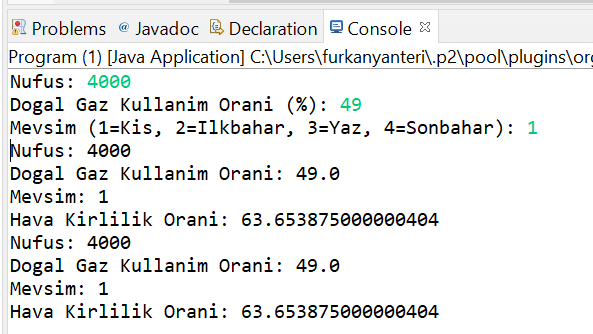 Problems @ Javadoc Declaration Console
Program (1) [Java Application] C:\Users\furkanyanteri\.p2\pool\plugins\org
Nufus: 4000
Dogal Gaz Kullanim Orani (%): 49
Mevsim (1=Kis, 2=Ilkbahar, 3=Yaz, 4=Sonbahar): 1
Nufus: 4000
Dogal Gaz Kullanim Orani: 49.0
Mevsim: 1
Hava Kirlilik Orani: 63.653875000000404
Nufus: 4000
Dogal Gaz Kullanim Orani: 49.0
Mevsim: 1
Hava Kirlilik Orani: 63.653875000000404